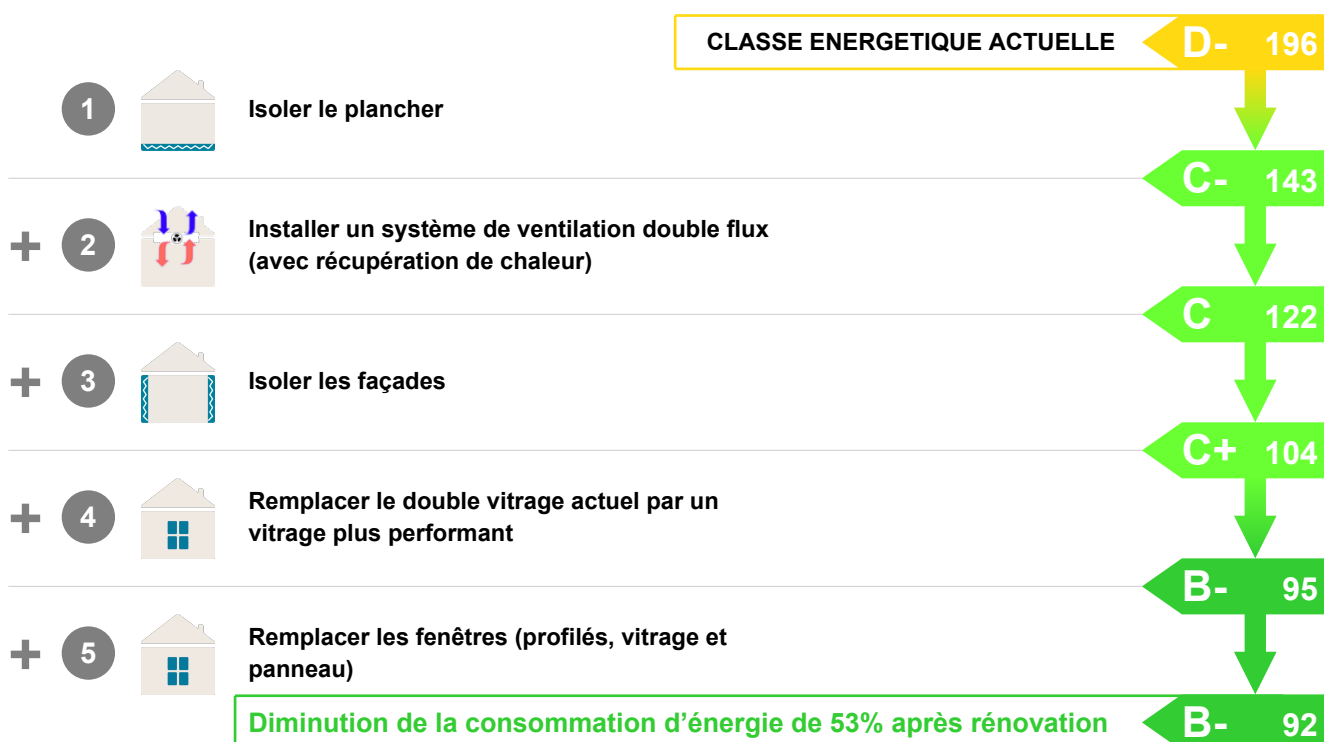 CLASSE ENERGETIQUE ACTUELLE D- 196
1 Isoler le plancher
C- 143
+ 2 Installer un système de ventilation double flux
(avec récupération de chaleur)
C 122
+ 3 Isoler les façades
C+ 104
+ 4 Remplacer le double vitrage actuel par un
vitrage plus performant
B- 95
+ 5 Remplacer les fenêtres (profilés, vitrage et
panneau)
Diminution de la consommation d’énergie de 53% après rénovation B- 92